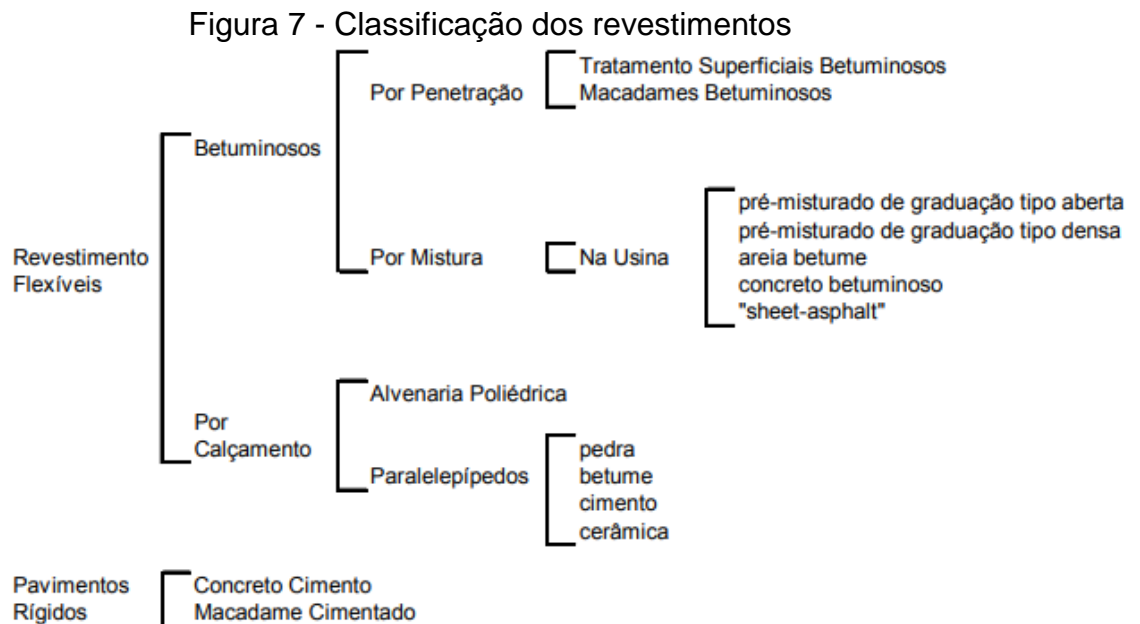 Figura 7 - Classificação dos revestimentos
Tratamento Superficiais Betuminosos
Por Penetração
Macadames Betuminosos
Betuminosos
pré-misturado de graduação tipo aberta
pré-misturado de graduação tipo densa
Revestimento
Flexíveis
Por Mistura
Na Usina
areia betume
concreto betuminoso
"sheet-asphalt"
Alvenaria Poliédrica
Por
Calçamento
Paralelepípedos
pedra
betume
cimento
cerâmica
Pavimentos
Rígidos
Concreto Cimento
Macadame Cimentado